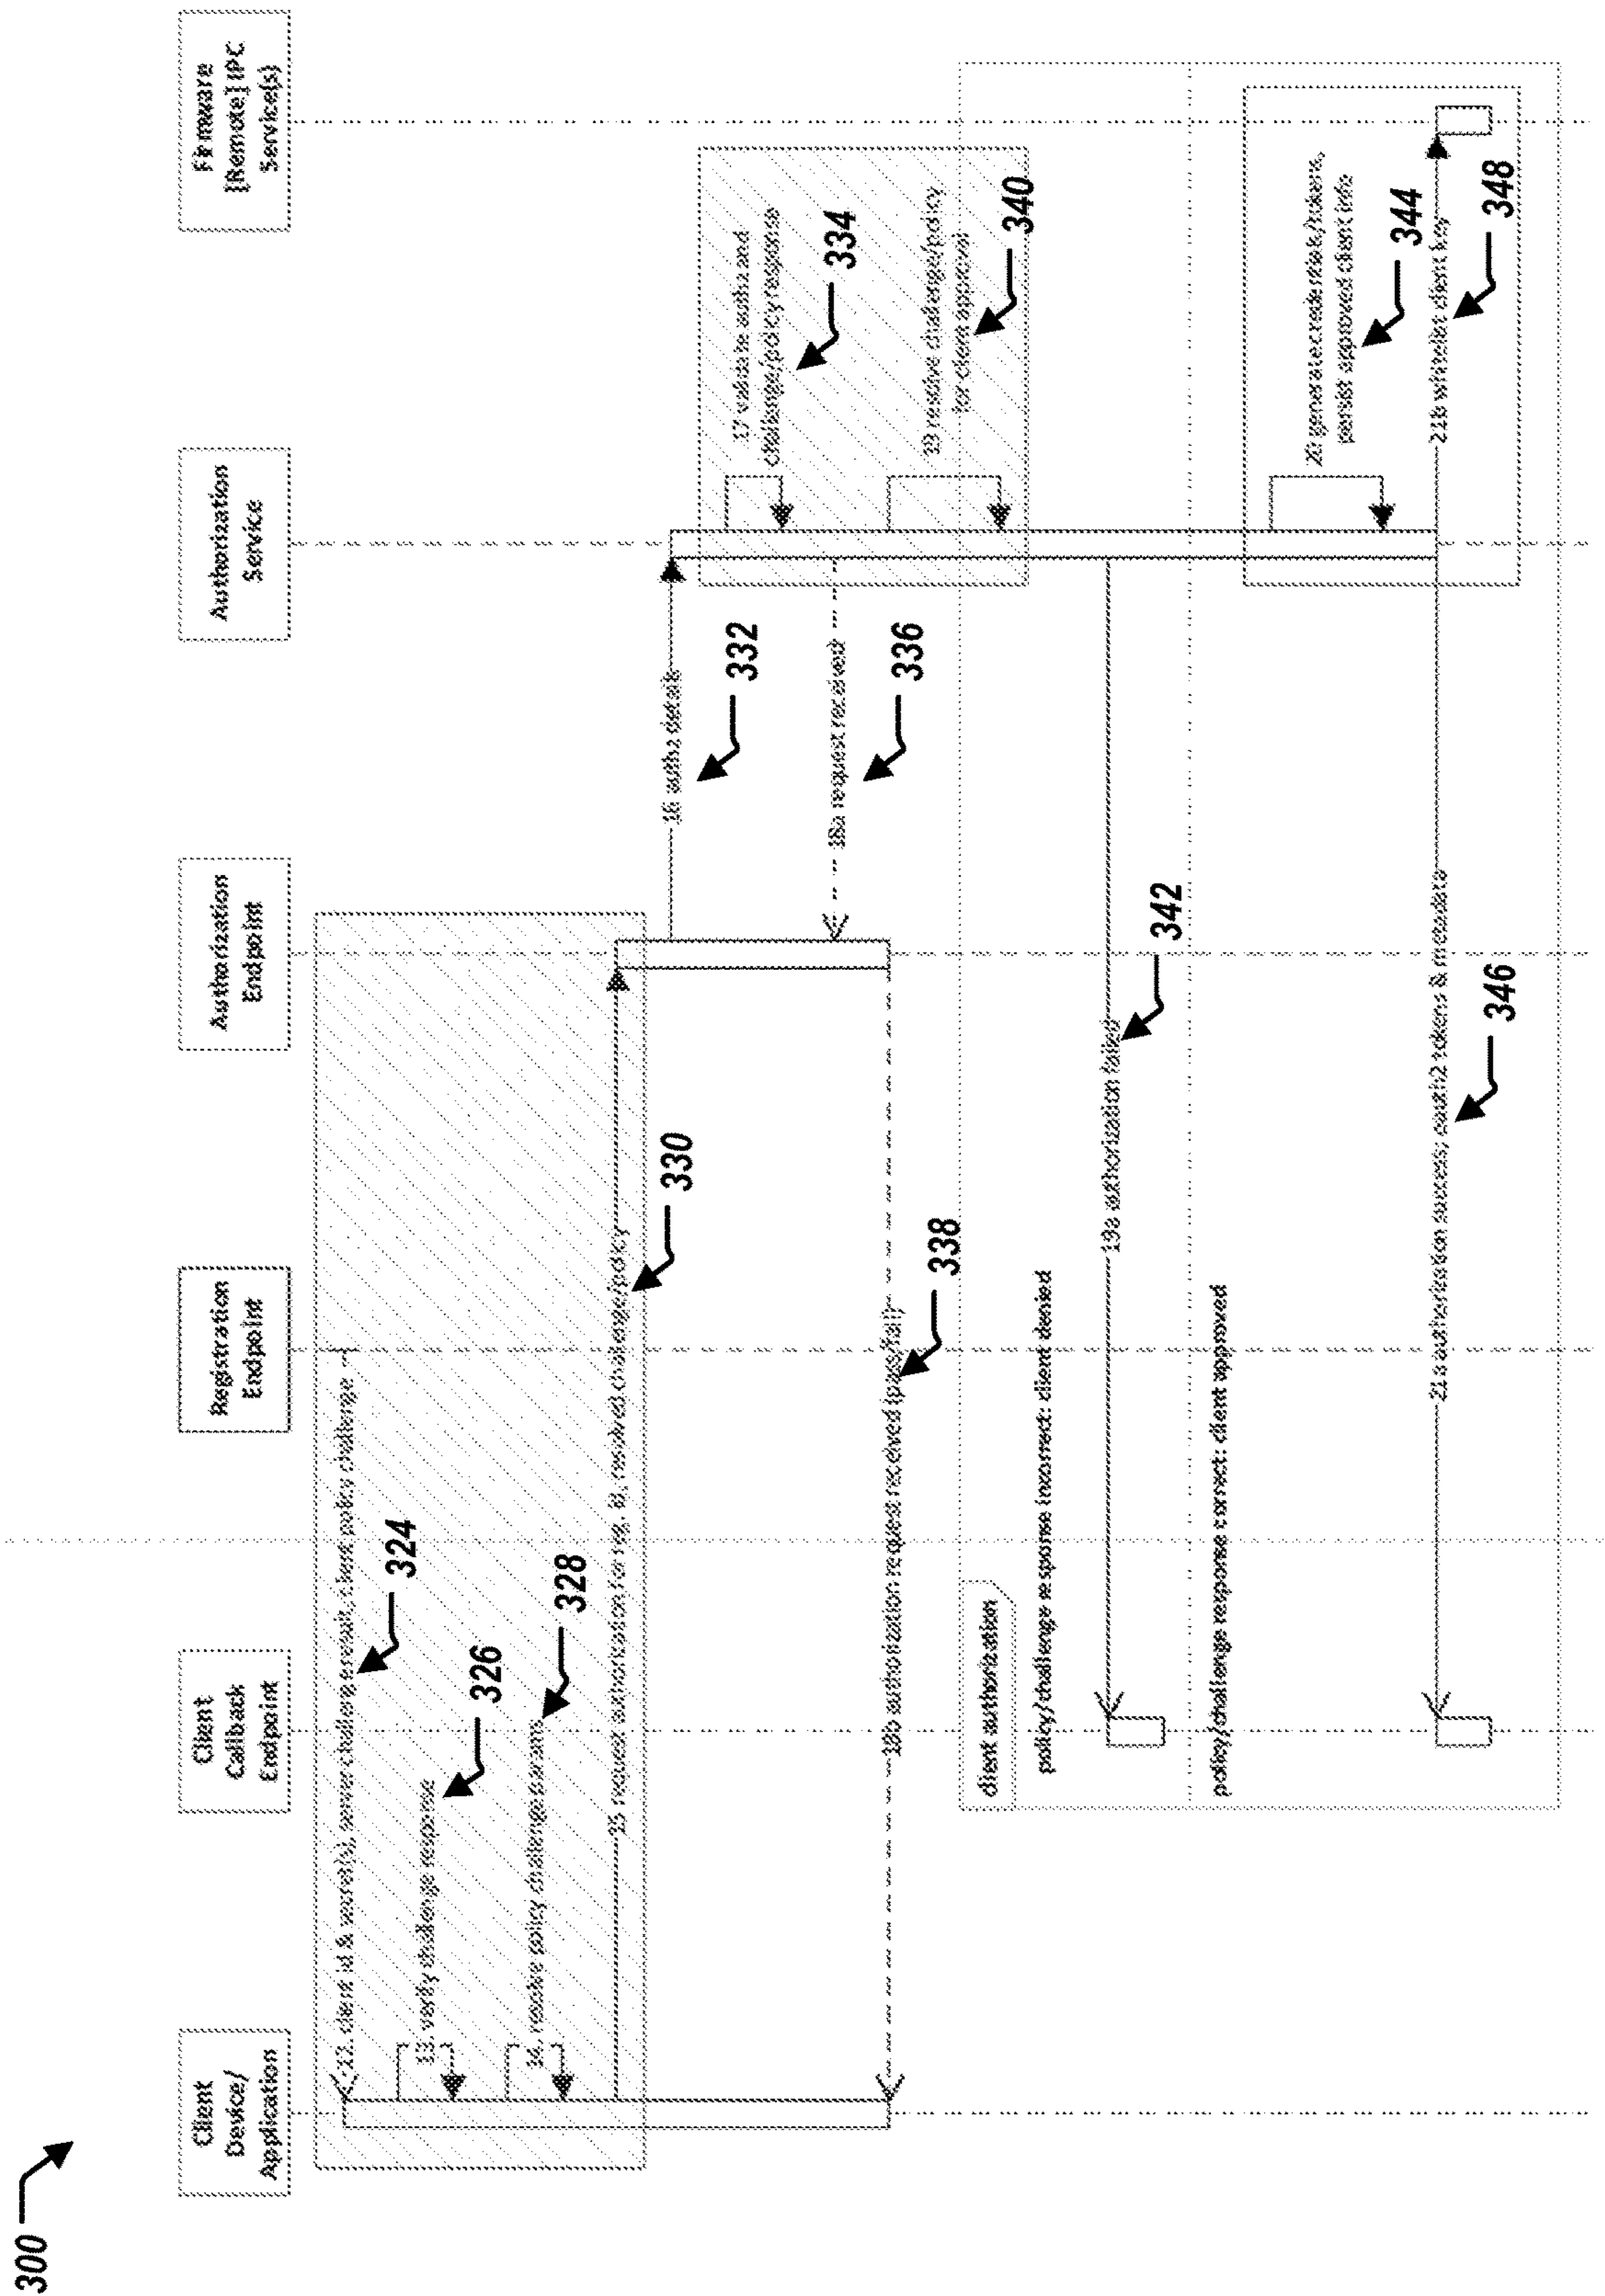 300
Client
Device/
Application
Client
Callback
Endpoint
Registration
Endpoint
Authorization
Endpoint
Authorization
Service
Firmware
[Remote] IPC
Service(s)
12. client id & secret(s), server challenge result, client policy challenge
324
13. verify challenge response
326
14. resolve policy challenge params
328
15 request authorization for reg. id, resolved challenge/policy
330
16 authz details
332
17 validate authz and
challenge/policy response
334
18a request received
336
18b authorization request received (pass/fail)
338
19 resolve challenge/policy
for client approval
340
client authorization
policy/challenge response incorrect: client denied
19a authorization failed
342
policy/challenge response correct: client approved
20 generate credentials/tokens,
persist approved client info
344
21a authorization success, oauth2 tokens & metadata
346
21b whitelist client key
348